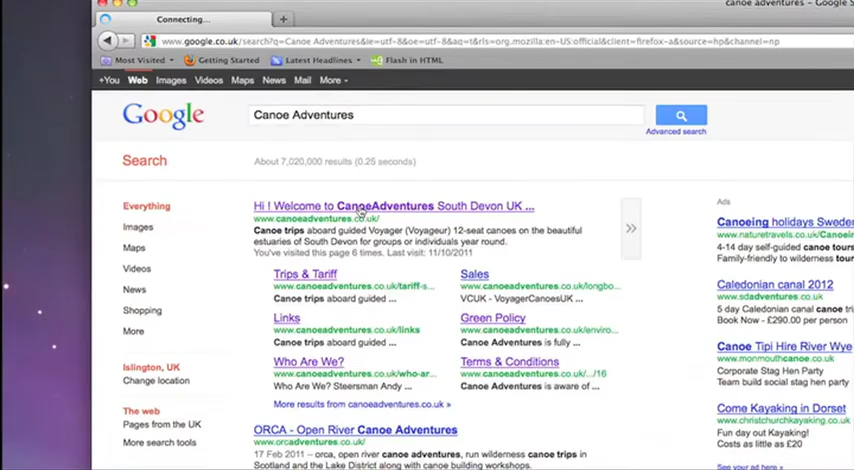 canoe adventures - Google S
Connecting...
www.google.co.uk/search?q=Canoe Adventures&ie=utf-8&oe=utf-8&aq=t&rls=org.mozilla:en-US:official&client=firefox-a&source=hp&channel=np
Most Visited Getting Started Latest Headlines Flash in HTML
+You Web Images Videos Maps News Mail More
Google Canoe Adventures
Advanced search
Search About 7,020,000 results (0.25 seconds)
Everything
Images
Maps
Videos
News
Shopping
More
Islington, UK
Change location
The web
Pages from the UK
More search tools
Hi ! Welcome to CanoeAdventures South Devon UK ...
www.canoeadventures.co.uk/
Canoe trips aboard guided Voyager (Voyageur) 12-seat canoes on the beautiful
estuaries of South Devon for groups or individuals year round.
You've visited this page 6 times. Last visit: 11/10/2011
Trips & Tariff
www.canoeadventures.co.uk/tariff-s...
Canoe trips aboard guided ...
Sales
www.canoeadventures.co.uk/longbo...
VCUK - VoyagerCanoesUK ...
Links
www.canoeadventures.co.uk/links
Canoe trips aboard guided ...
Green Policy
www.canoeadventures.co.uk/enviro...
Canoe Adventures is fully ...
Who Are We?
www.canoeadventures.co.uk/who-ar...
Who Are We? Steersman Andy ...
Terms & Conditions
www.canoeadventures.co.uk/.../16
Canoe Adventures is aware of ...
More results from canoeadventures.co.uk »
ORCA - Open River Canoe Adventures
www.orcadventures.co.uk/
17 Feb 2011 – orca, open river canoe adventures, run wilderness canoe trips in
Scotland and the Lake District along with canoe building workshops.
»
Ads
Canoeing holidays Sweden
www.naturetravels.co.uk/Canoein
4-14 day self-guided canoe tours
Family-friendly to wilderness tour
Caledonian canal 2012
www.sdadventures.co.uk
5 day Caledonian canal canoe tri
Book Now - £290.00 per person
Canoe Tipi Hire River Wye
www.monmouthcanoe.co.uk
Corporate Stag Hen Party
Team build social stag hen party
Come Kayaking in Dorset
www.christchurchkayaking.co.uk
Fun day out Kayaking!
Costs as little as £20
See your ad here »